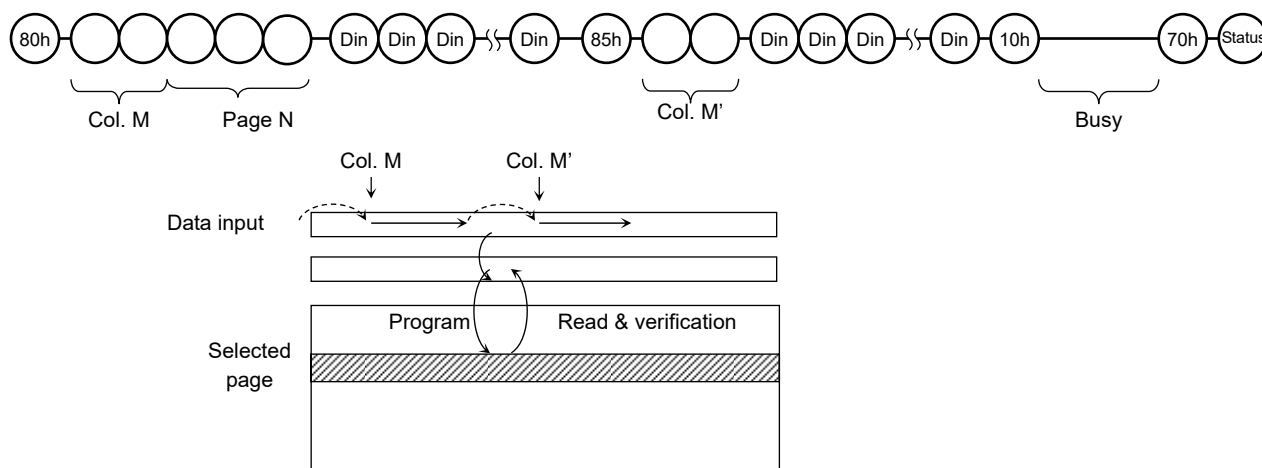 80h Din Din Din Din 85h Din Din Din Din 10h 70h Status
Col. M Page N Col. M’ Busy
Col. M Col. M’
Data input
Program Read & verification
Selected
page